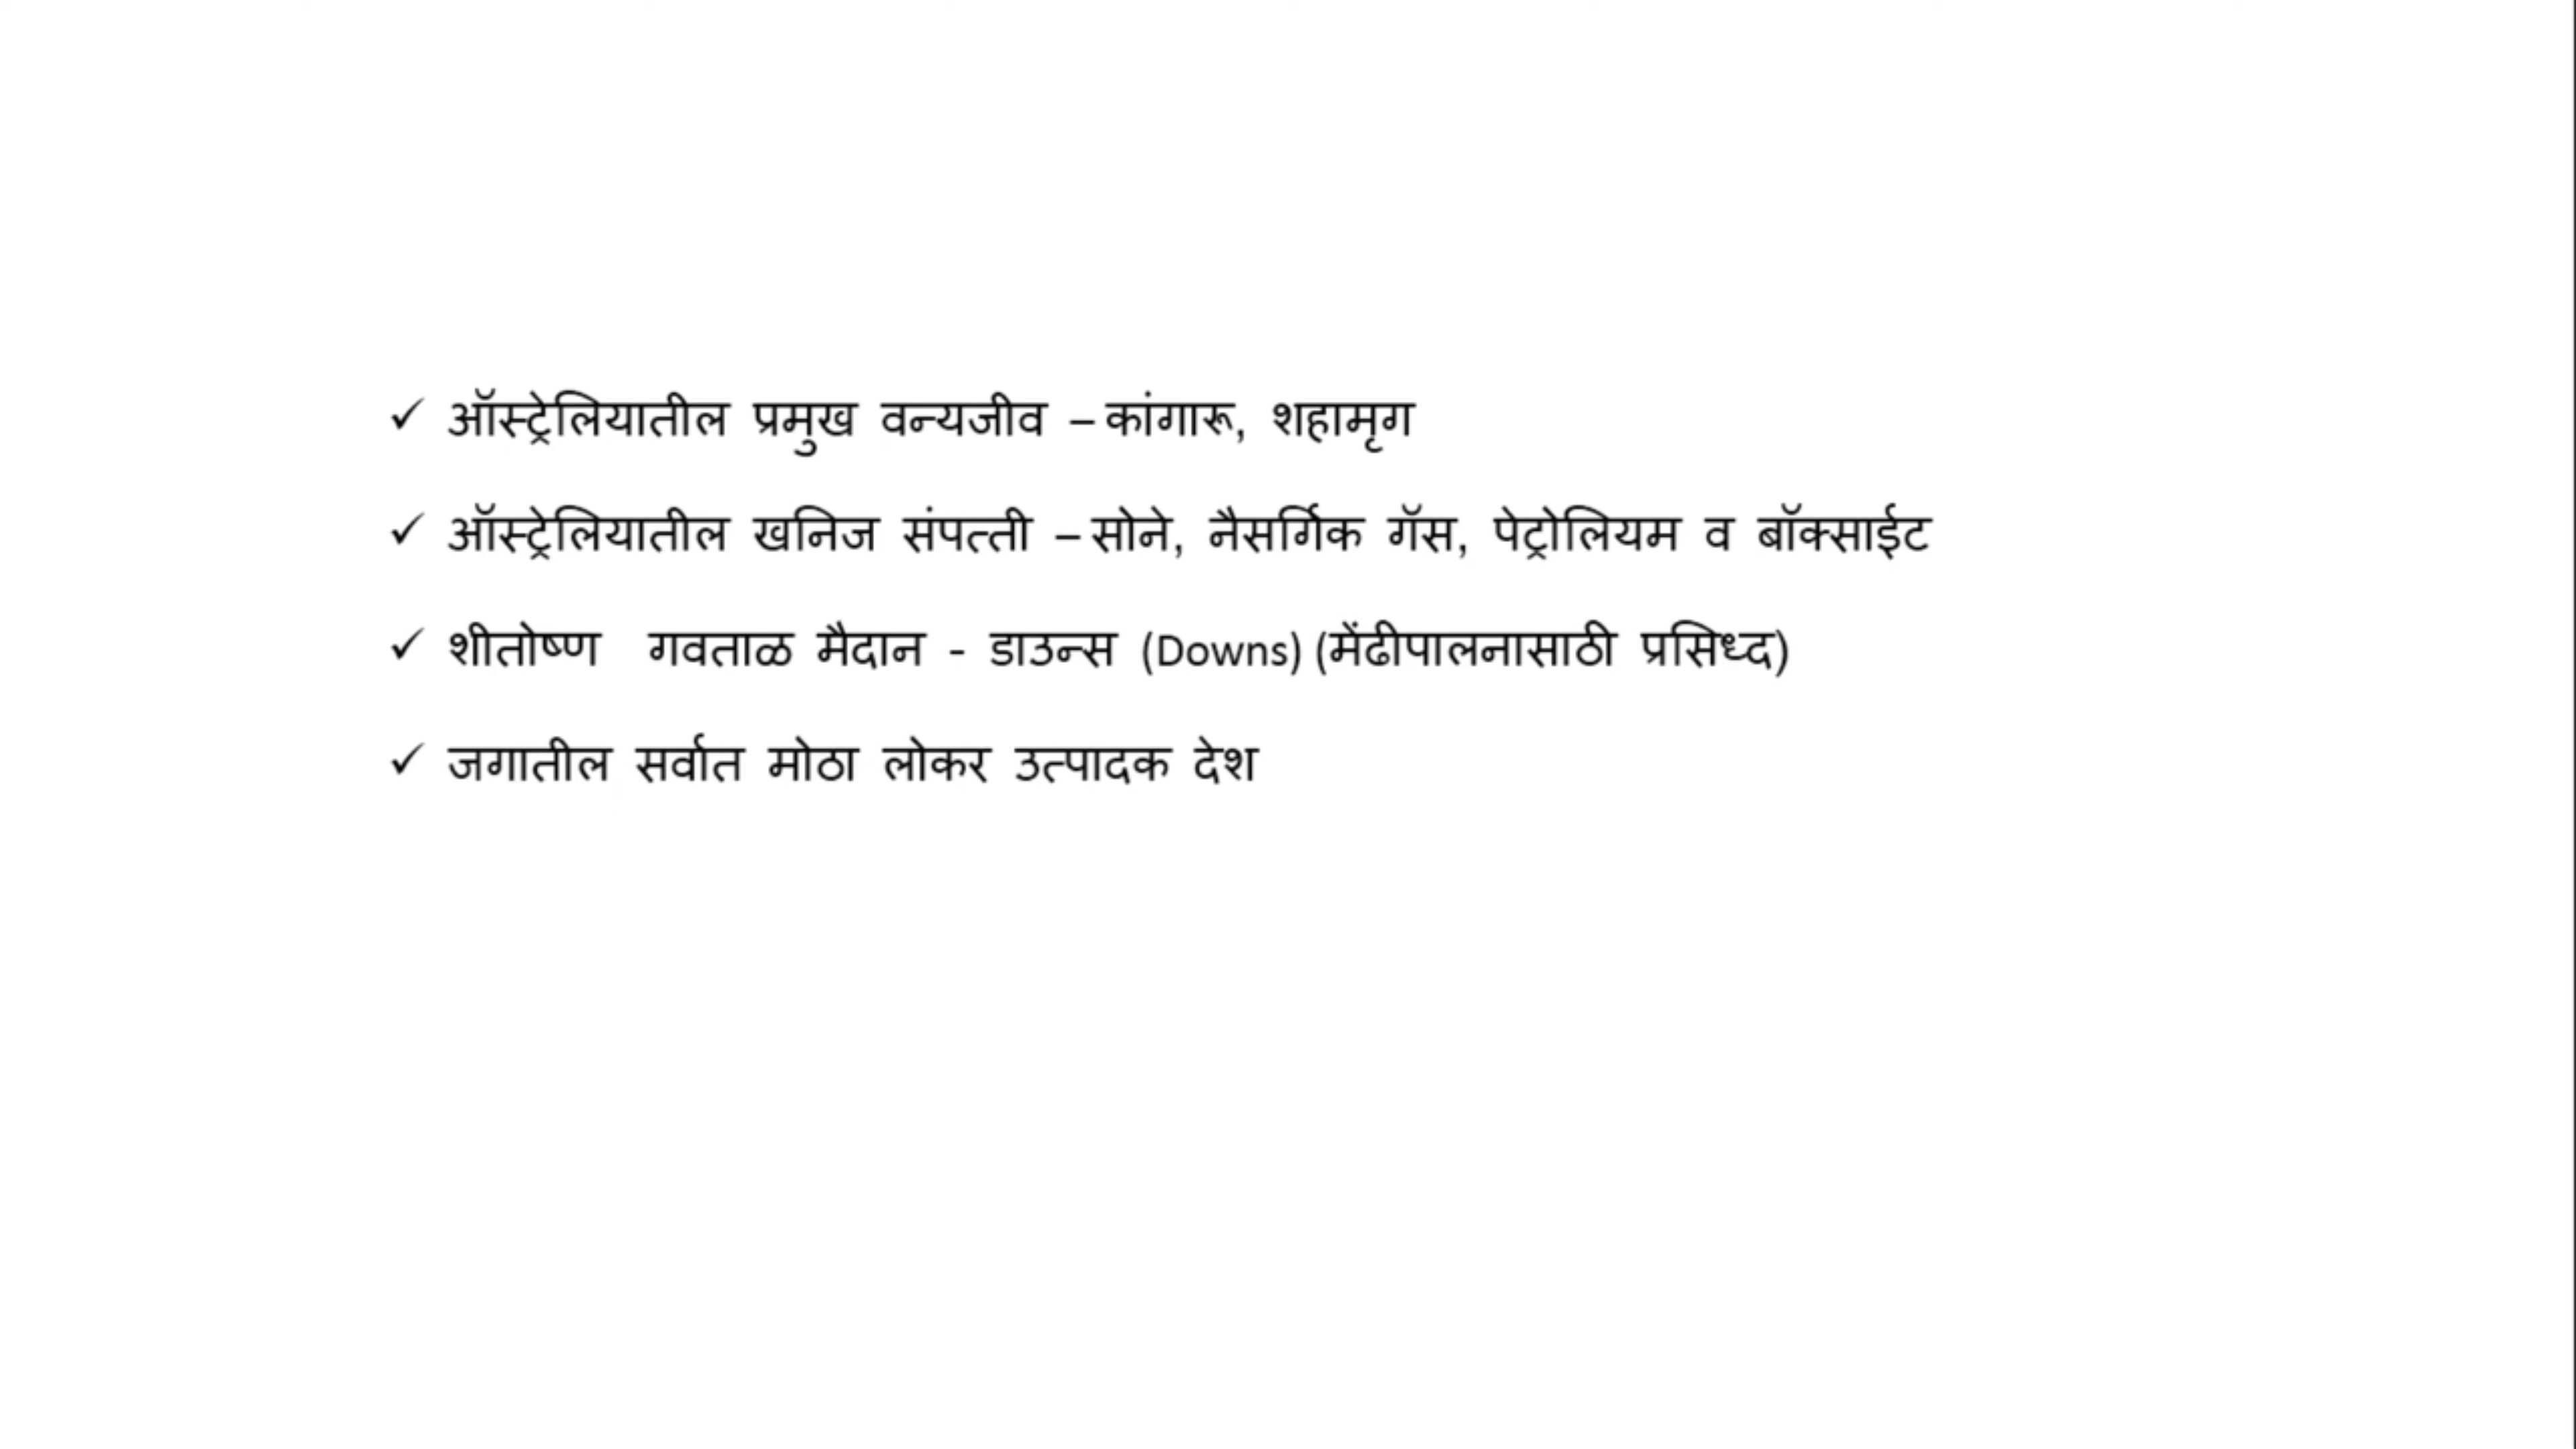 ✓ ऑस्ट्रेलियातील प्रमुख वन्यजीव – कांगारू, शहामृग
✓ ऑस्ट्रेलियातील खनिज संपत्ती – सोने, नैसर्गिक गॅस, पेट्रोलियम व बॉक्साईट
✓ शीतोष्ण गवताळ मैदान - डाउन्स (Downs) (मेंढीपालनासाठी प्रसिध्द)
✓ जगातील सर्वात मोठा लोकर उत्पादक देश